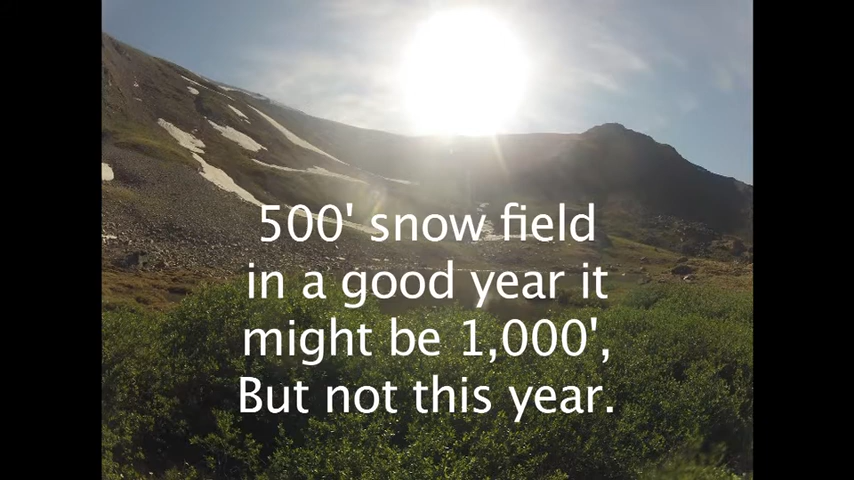 500' snow field
in a good year it
might be 1,000',
But not this year.